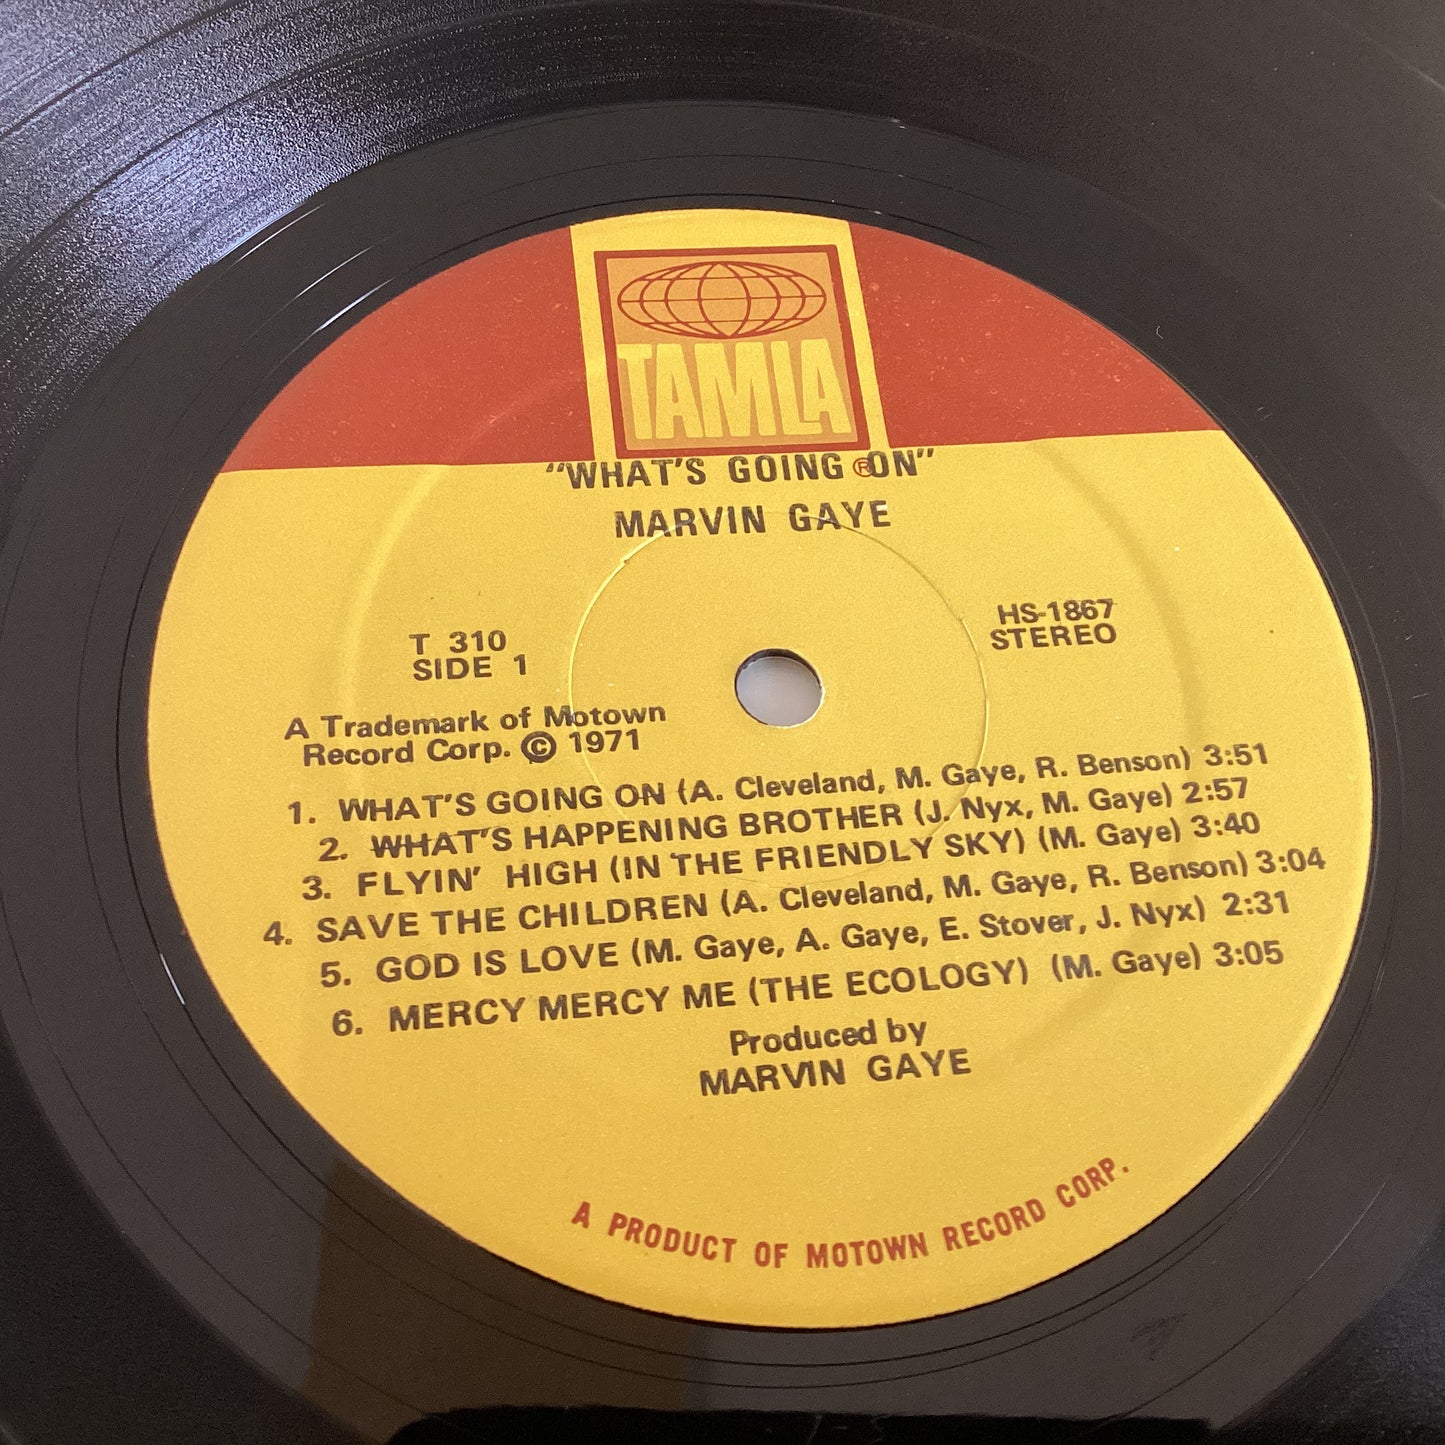 TAMLA
"WHAT'S GOING ® ON"
MARVIN GAYE
T 310
SIDE 1
HS-1867
STEREO
A Trademark of Motown
Record Corp. © 1971
1. WHAT'S GOING ON (A. Cleveland, M. Gaye, R. Benson) 3:51
2. WHAT'S HAPPENING BROTHER (J. Nyx, M. Gaye) 2:57
3. FLYIN' HIGH (IN THE FRIENDLY SKY) (M. Gaye) 3:40
4. SAVE THE CHILDREN (A. Cleveland, M. Gaye, R. Benson) 3:04
5. GOD IS LOVE (M. Gaye, A. Gaye, E. Stover, J. Nyx) 2:31
6. MERCY MERCY ME (THE ECOLOGY) (M. Gaye) 3:05
Produced by
MARVIN GAYE
A PRODUCT OF MOTOWN RECORD CORP.